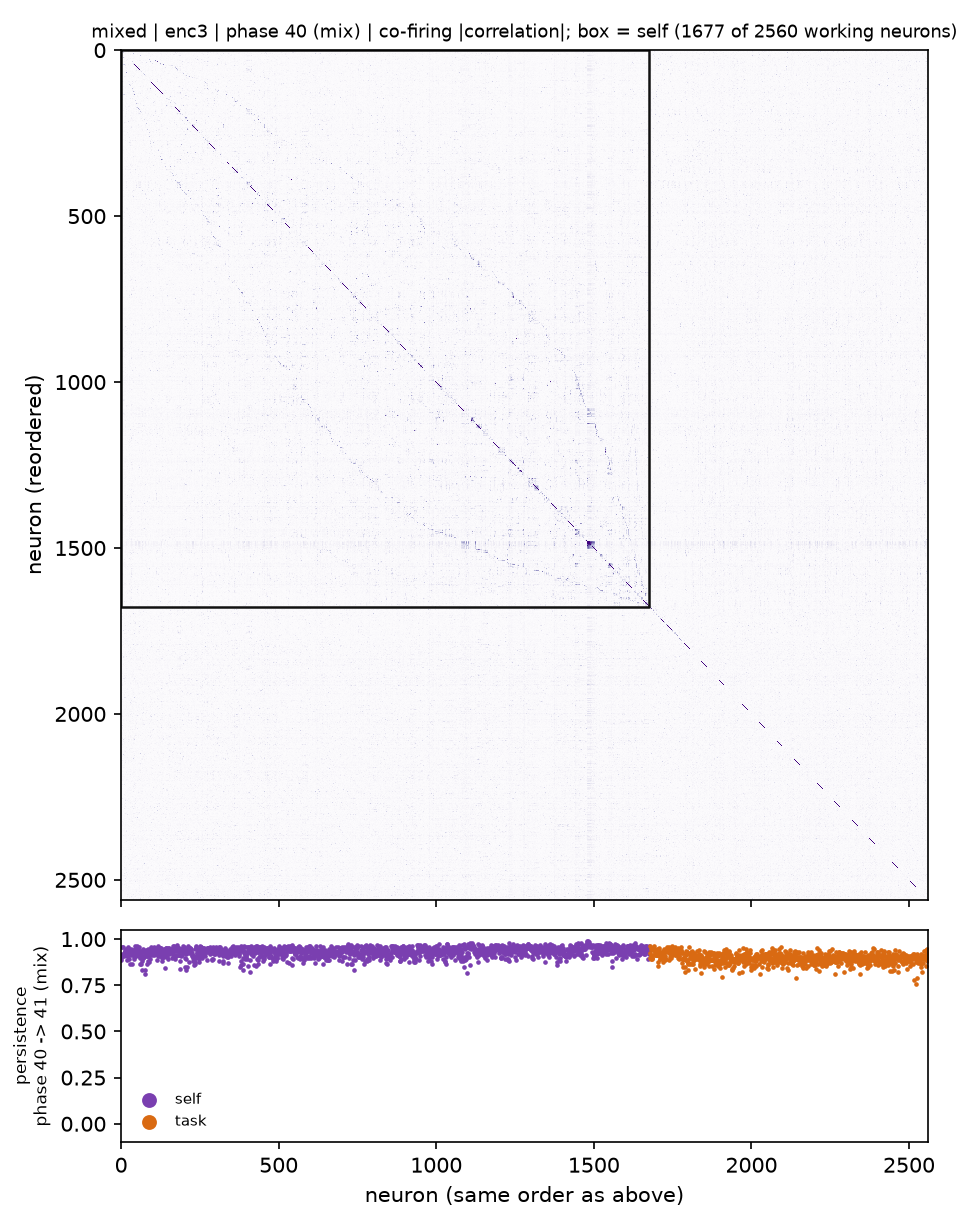 mixed | enc3 | phase 40 (mix) | co-firing |correlation|; box = self (1677 of 2560 working neurons)
0
500
1000
1500
2000
2500
neuron (reordered)
1.00
0.75
0.50
0.25
0.00
persistence
phase 40 -> 41 (mix)
self
task
0
500
1000
1500
2000
2500
neuron (same order as above)